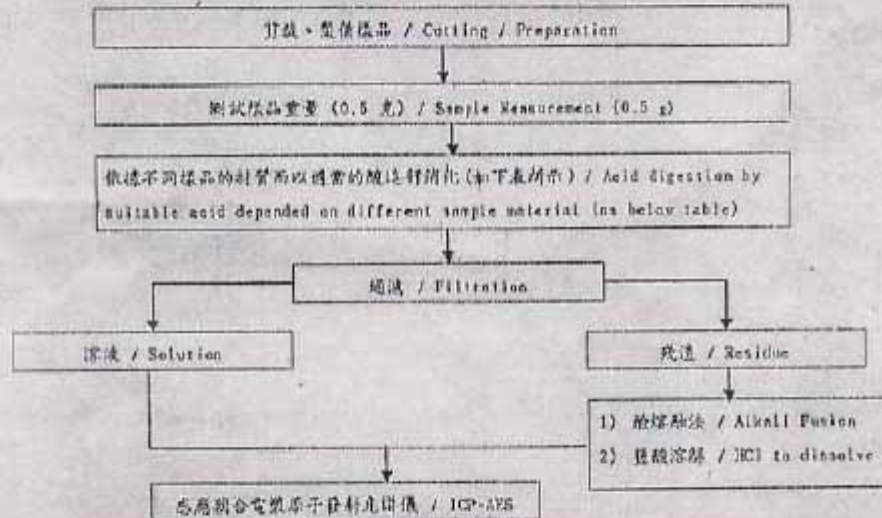 切割、製備樣品 / Cutting / Preparation
測試樣品重量 (0.5 克) / Sample Measurement (0.5 g)
依據不同樣品的材質而以適當的酸進行消化(如下表所示) / Acid digestion by
suitable acid depended on different sample material (as below table)
過濾 / Filtration
溶液 / Solution
殘渣 / Residue
1) 鹼熔融法 / Alkali Fusion
2) 鹽酸溶解 / HCl to dissolve
感應耦合電漿原子發射光譜儀 / ICP-AES